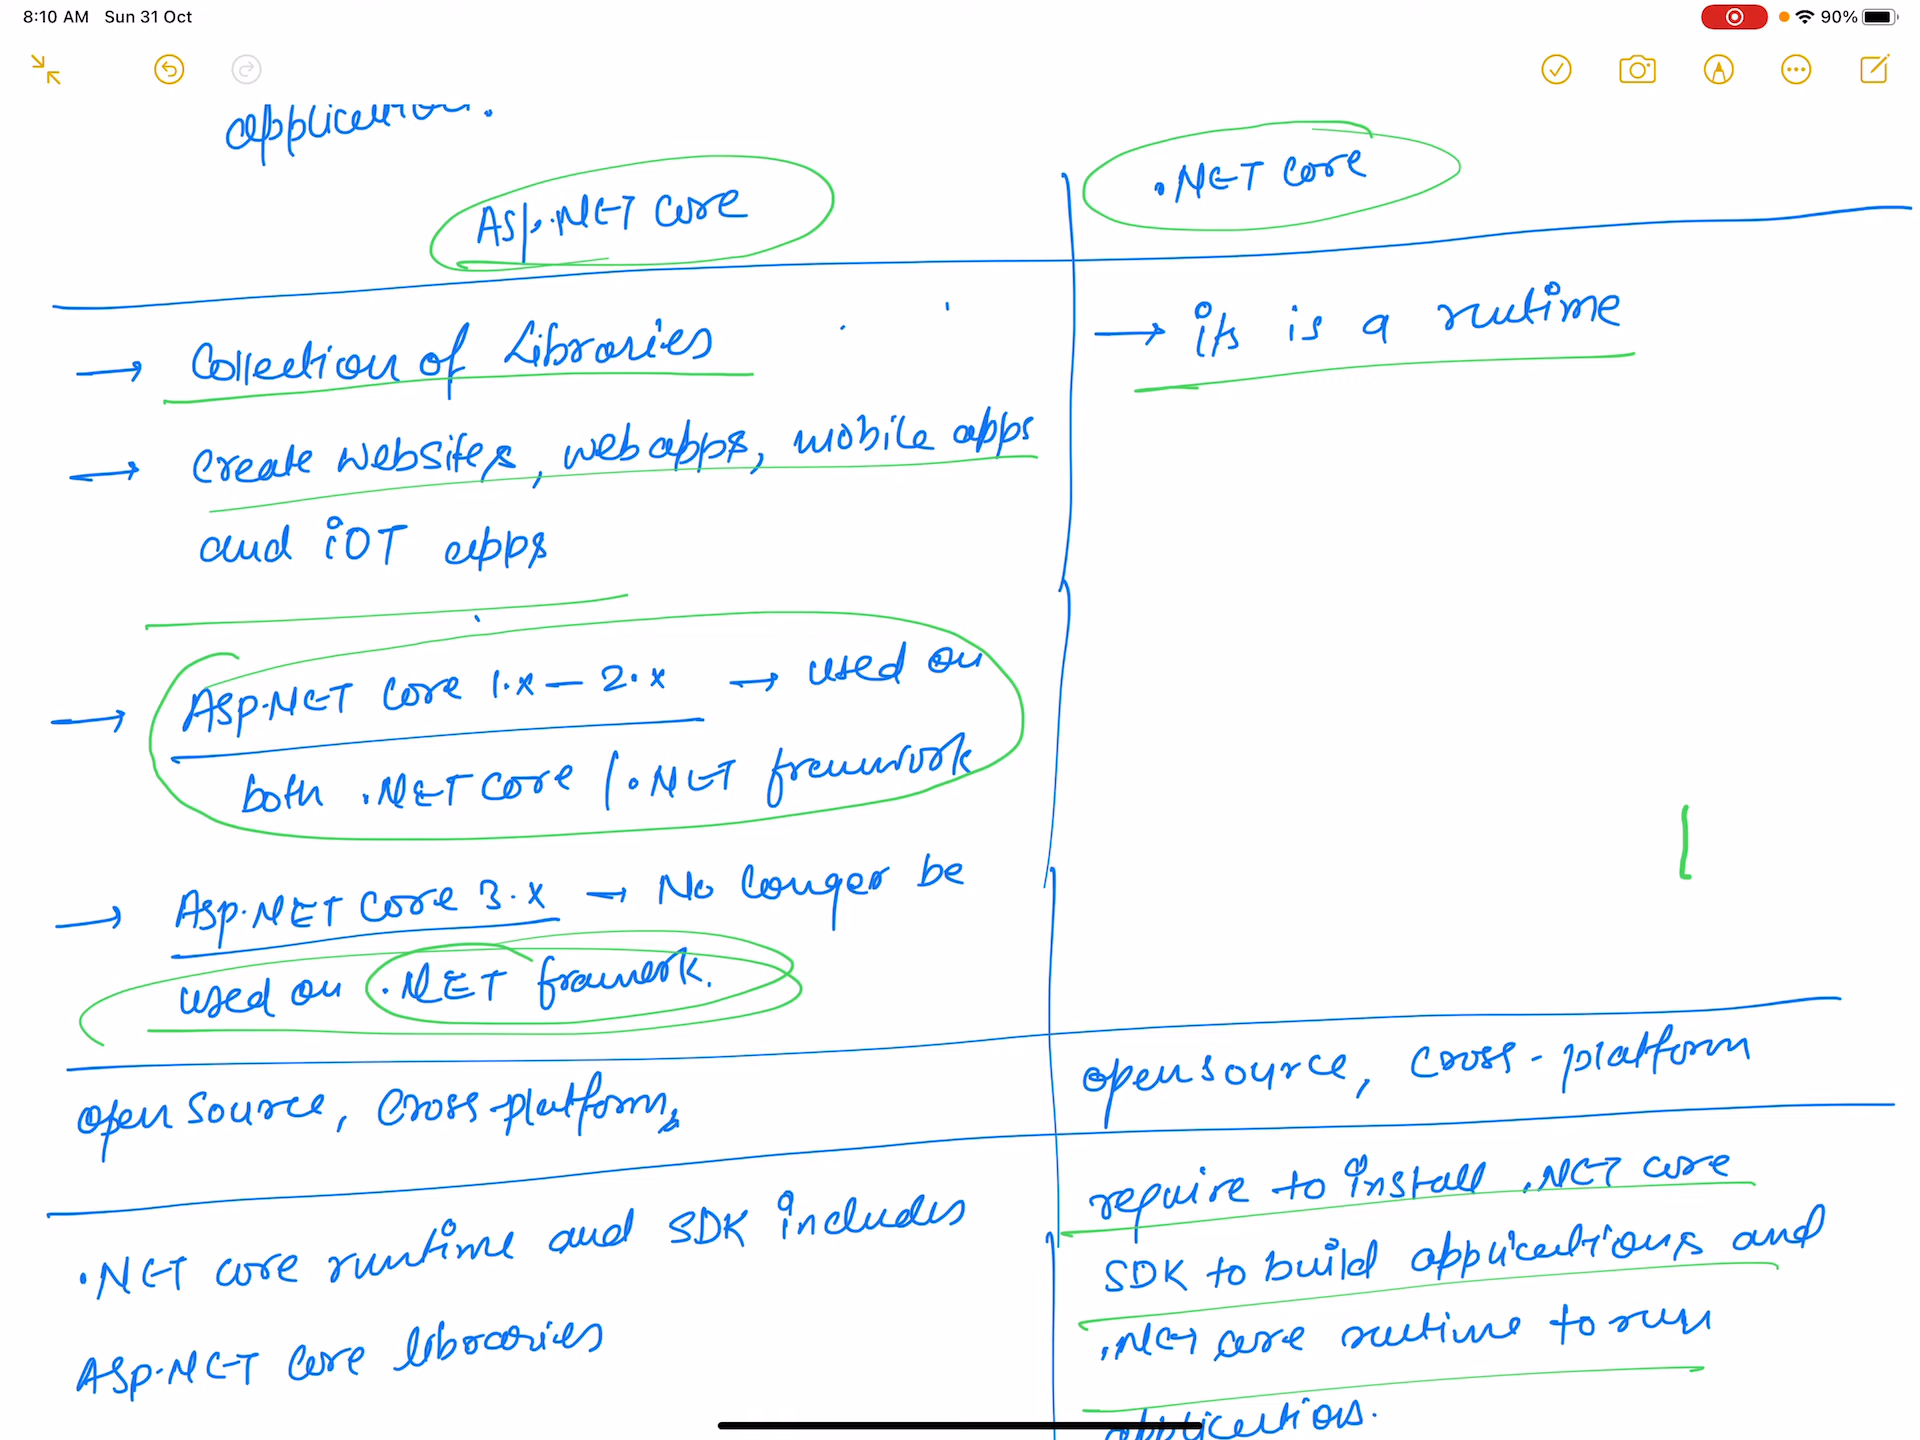 8:10 AM Sun 31 Oct
90%
application.
Asp.NET Core
.NET Core
→ Collection of Libraries
→ its is a rutime
→ Create Websites, web apps, mobile apps
and iOT apps
→ Asp.NET Core 1.x – 2.x → used on
both .NET Core / .NET framework
→ Asp.NET Core 3.x → No longer be
used on .NET framework.
open Source, Cross-platform,
open source, Cross-platform
.NET core runtime and SDK includes
Asp.NET Core libraries
require to install .NET core
SDK to build applications and
.NET core runtime to run
applications.